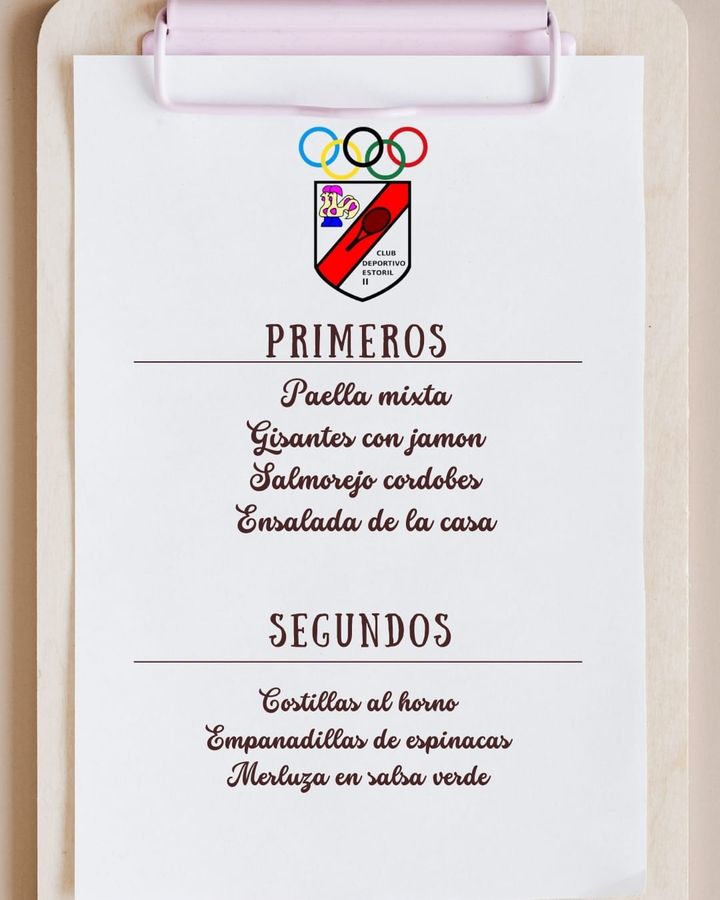 CLUB
DEPORTIVO
ESTORIL
II
PRIMEROS
Paella mixta
Gisantes con jamon
Salmorejo cordobes
Ensalada de la casa
SEGUNDOS
Costillas al horno
Empanadillas de espinacas
Merluza en salsa verde